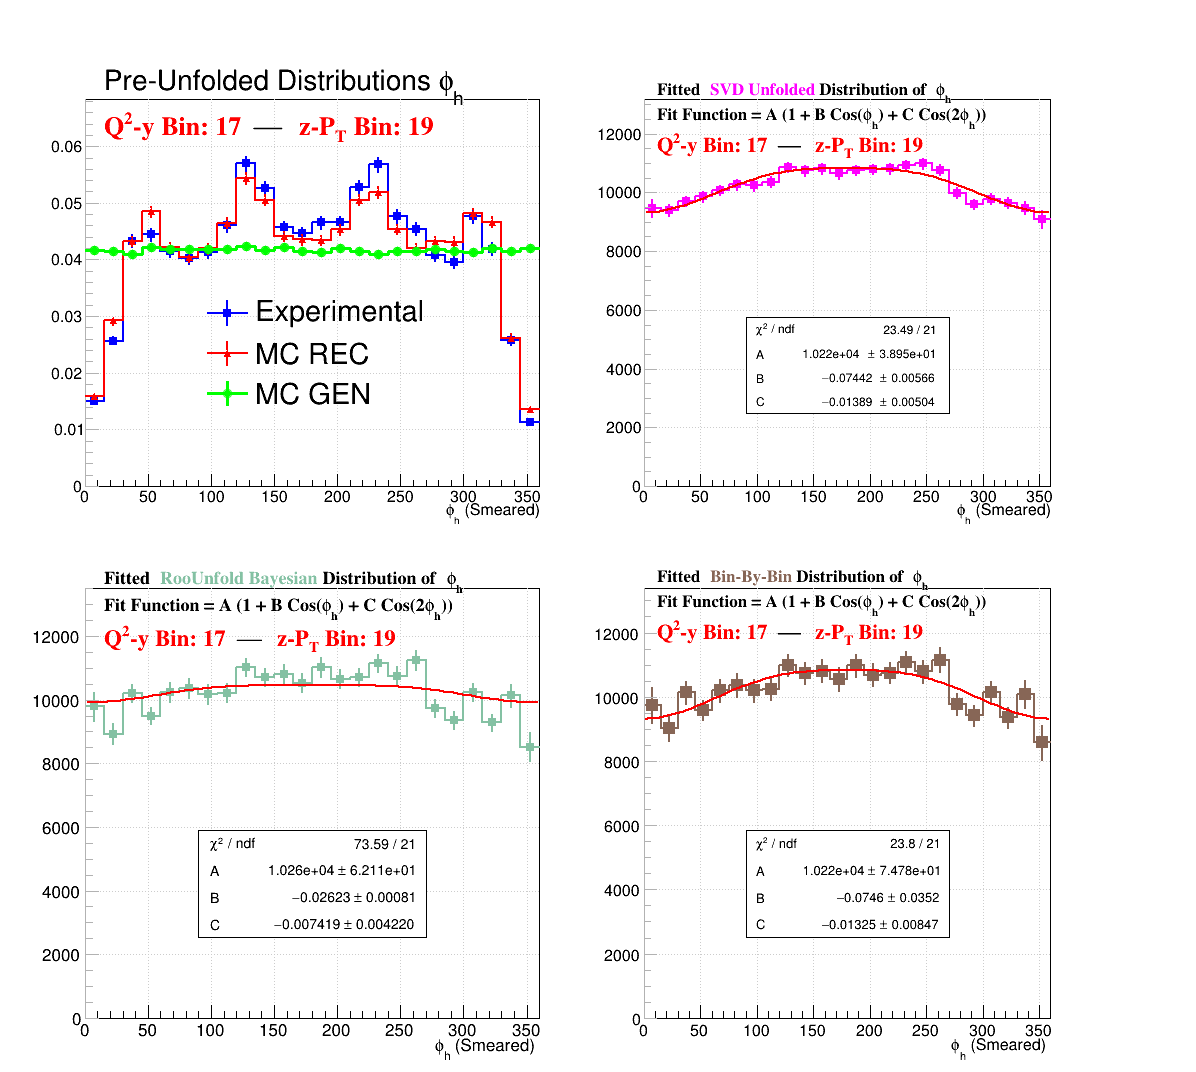 Pre-Unfolded Distributions ϕh
Q²-y Bin: 17 — z-PT Bin: 19
0.06
0.05
0.04
0.03
0.02
0.01
0
Experimental
MC REC
MC GEN
0 50 100 150 200 250 300 350
ϕh (Smeared)
Fitted SVD Unfolded Distribution of ϕh
Fit Function = A (1 + B Cos(ϕh) + C Cos(2ϕh))
Q²-y Bin: 17 — z-PT Bin: 19
12000
10000
8000
6000
4000
2000
0
χ² / ndf 23.49 / 21
A 1.022e+04 ± 3.895e+01
B −0.07442 ± 0.00566
C −0.01389 ± 0.00504
0 50 100 150 200 250 300 350
ϕh (Smeared)
Fitted RooUnfold Bayesian Distribution of ϕh
Fit Function = A (1 + B Cos(ϕh) + C Cos(2ϕh))
Q²-y Bin: 17 — z-PT Bin: 19
12000
10000
8000
6000
4000
2000
0
χ² / ndf 73.59 / 21
A 1.026e+04 ± 6.211e+01
B −0.02623 ± 0.00081
C −0.007419 ± 0.004220
0 50 100 150 200 250 300 350
ϕh (Smeared)
Fitted Bin-By-Bin Distribution of ϕh
Fit Function = A (1 + B Cos(ϕh) + C Cos(2ϕh))
Q²-y Bin: 17 — z-PT Bin: 19
12000
10000
8000
6000
4000
2000
0
χ² / ndf 23.8 / 21
A 1.022e+04 ± 7.478e+01
B −0.0746 ± 0.0352
C −0.01325 ± 0.00847
0 50 100 150 200 250 300 350
ϕh (Smeared)